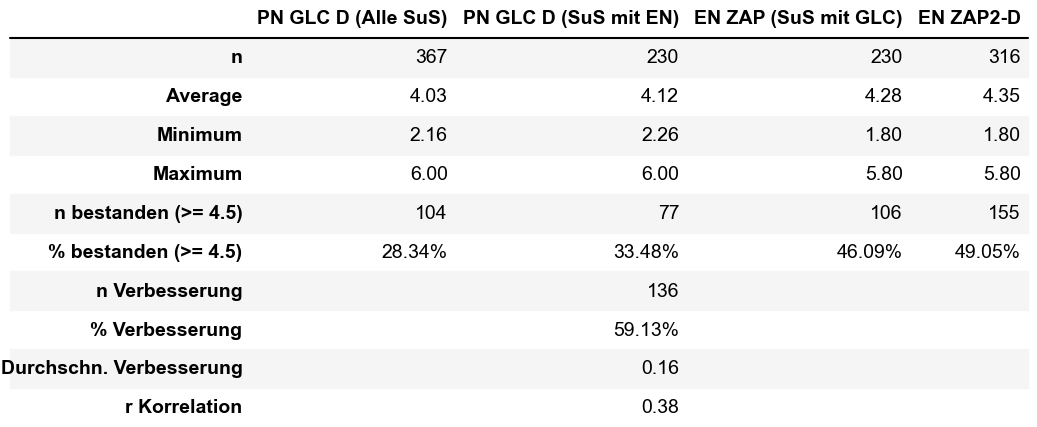 PN GLC D (Alle SuS) PN GLC D (SuS mit EN) EN ZAP (SuS mit GLC) EN ZAP2-D
n 367 230 230 316
Average 4.03 4.12 4.28 4.35
Minimum 2.16 2.26 1.80 1.80
Maximum 6.00 6.00 5.80 5.80
n bestanden (>= 4.5) 104 77 106 155
% bestanden (>= 4.5) 28.34% 33.48% 46.09% 49.05%
n Verbesserung 136
% Verbesserung 59.13%
Durchschn. Verbesserung 0.16
r Korrelation 0.38